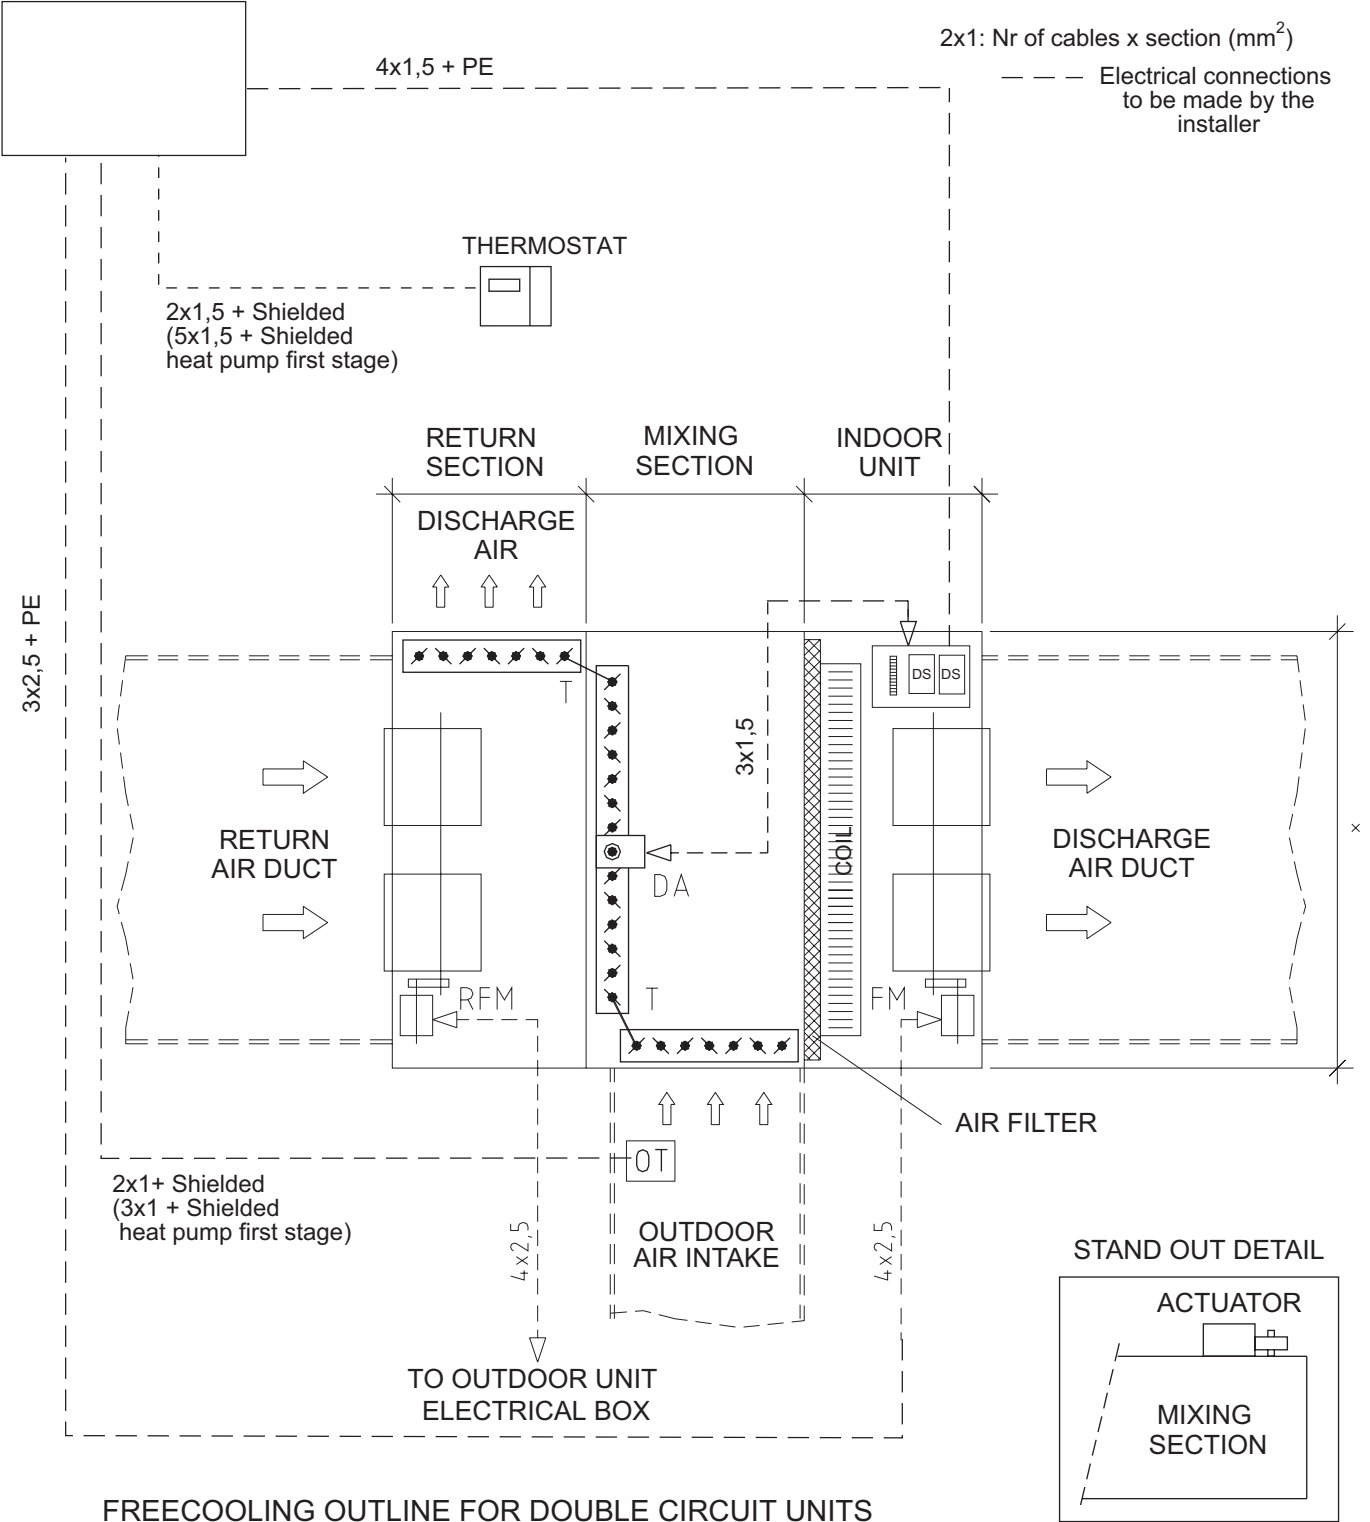 2x1: Nr of cables x section (mm2)
4x1,5 + PE
Electrical connections
to be made by the
installer
THERMOSTAT
2x1,5 + Shielded
(5x1,5 + Shielded
heat pump first stage)
RETURN
SECTION
MIXING
SECTION
INDOOR
UNIT
DISCHARGE
AIR
3x2,5 + PE
T
DS
DS
3x1,5
RETURN
AIR DUCT
COIL
DISCHARGE
AIR DUCT
x
DA
RFM
T
FM
AIR FILTER
OT
2x1+ Shielded
(3x1 + Shielded
heat pump first stage)
4x2,5
OUTDOOR
AIR INTAKE
4x2,5
STAND OUT DETAIL
ACTUATOR
TO OUTDOOR UNIT
ELECTRICAL BOX
MIXING
SECTION
FREECOOLING OUTLINE FOR DOUBLE CIRCUIT UNITS